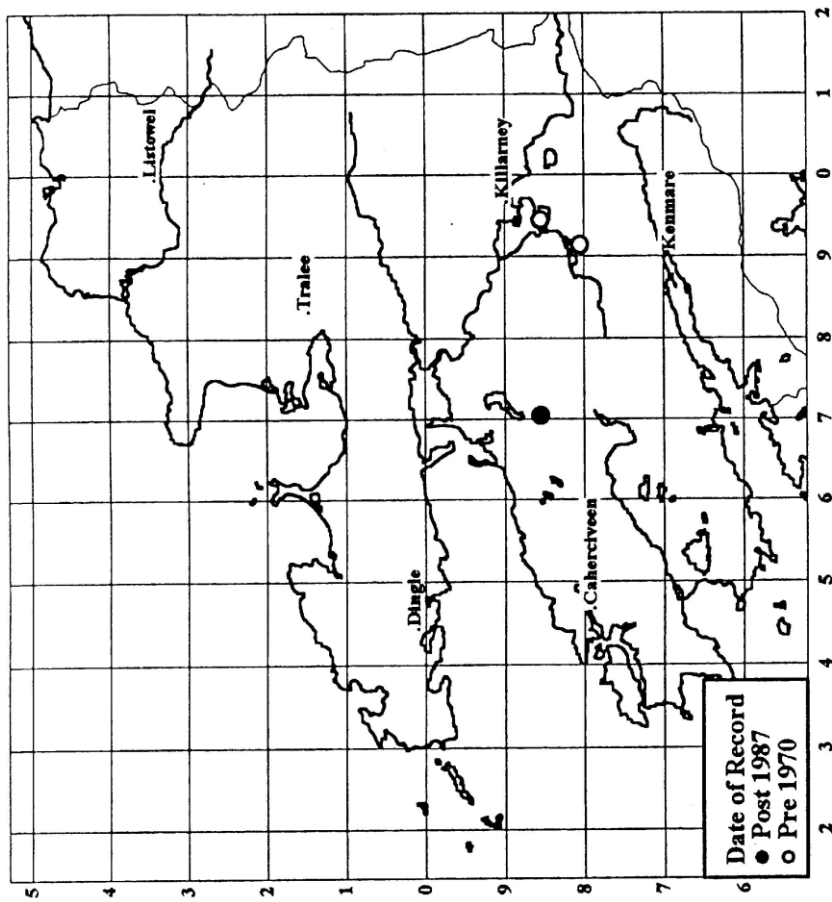 .Listowel
.Tralee
Killarney
.Dingle
Kenmare
.Caherciveen
Date of Record
● Post 1987
○ Pre 1970
5
4
3
2
1
0
9
8
7
6
2
3
4
5
6
7
8
9
0
1
2